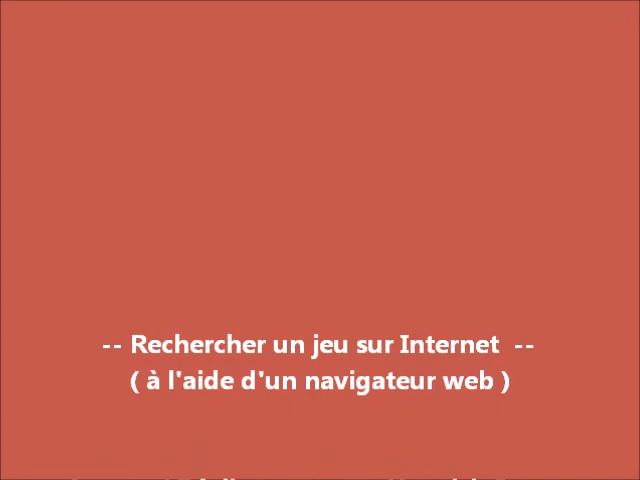 -- Rechercher un jeu sur Internet  --
( à l'aide d'un navigateur web )